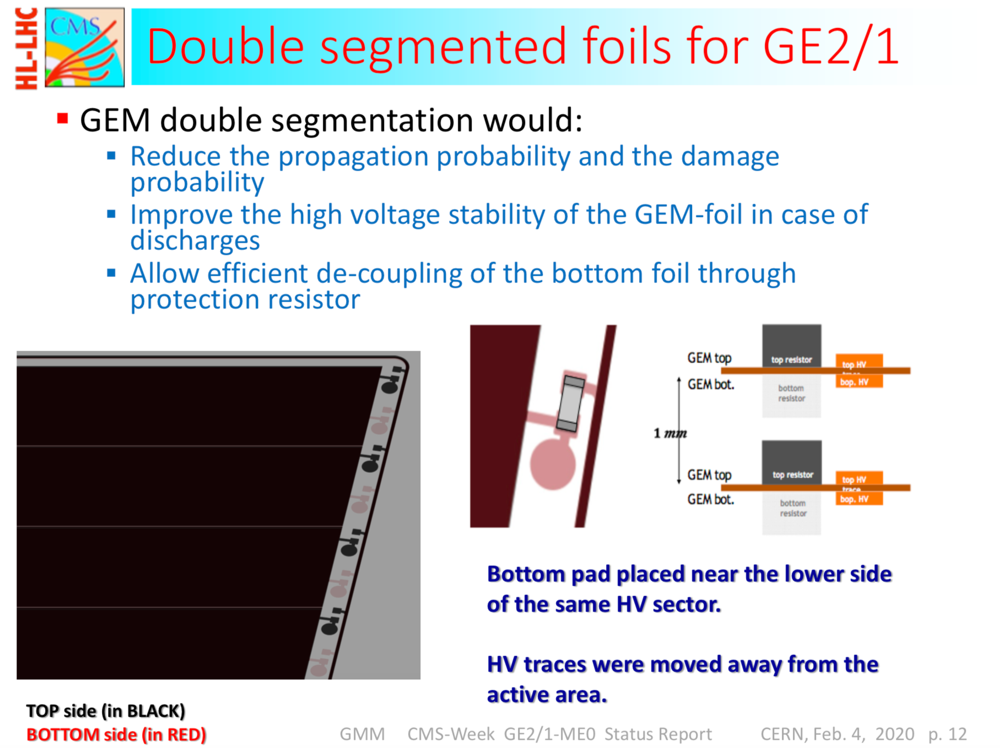 HL-LHC
CMS
Double segmented foils for GE2/1
GEM double segmentation would:
Reduce the propagation probability and the damage
probability
Improve the high voltage stability of the GEM-foil in case of
discharges
Allow efficient de-coupling of the bottom foil through
protection resistor
GEM top
top resistor
top HV
GEM bot.
bottom
resistor
bop. HV
1 mm
GEM top
top resistor
top HV
trace
GEM bot.
bottom
resistor
bop. HV
Bottom pad placed near the lower side
of the same HV sector.
HV traces were moved away from the
active area.
TOP side (in BLACK)
BOTTOM side (in RED)
GMM CMS-Week GE2/1-ME0 Status Report CERN, Feb. 4, 2020 p. 12